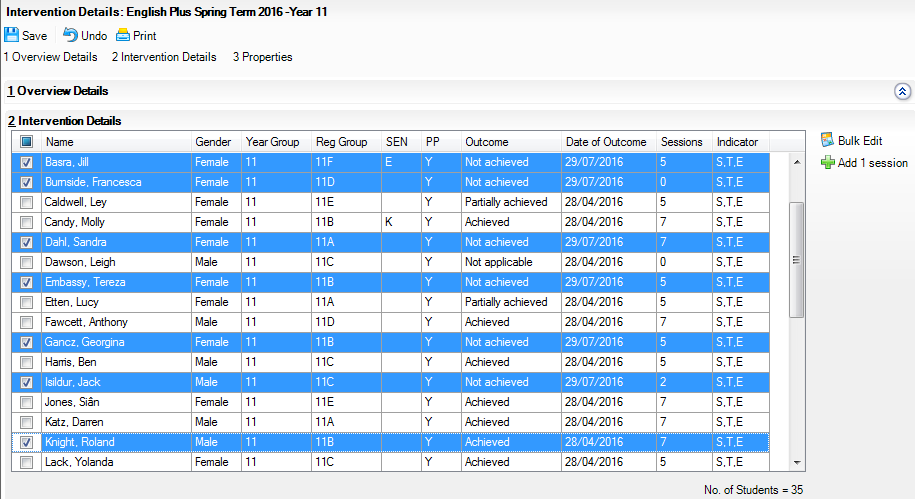 Intervention Details: English Plus Spring Term 2016 -Year 11
Save Undo Print
1 Overview Details 2 Intervention Details 3 Properties
1 Overview Details
2 Intervention Details
Name Gender Year Group Reg Group SEN PP Outcome Date of Outcome Sessions Indicator
Bulk Edit
Basra, Jill Female 11 11F E Y Not achieved 29/07/2016 5 S,T,E
Add 1 session
Burnside, Francesca Female 11 11D Y Not achieved 29/07/2016 0 S,T,E
Caldwell, Ley Female 11 11E Y Partially achieved 28/04/2016 5 S,T,E
Candy, Molly Female 11 11B K Y Achieved 28/04/2016 7 S,T,E
Dahl, Sandra Female 11 11A Y Not achieved 29/07/2016 7 S,T,E
Dawson, Leigh Male 11 11C Y Not applicable 28/04/2016 0 S,T,E
Embassy, Tereza Female 11 11B Y Not achieved 29/07/2016 5 S,T,E
Etten, Lucy Female 11 11A Y Partially achieved 28/04/2016 5 S,T,E
Fawcett, Anthony Male 11 11D Y Achieved 28/04/2016 7 S,T,E
Gancz, Georgina Female 11 11B Y Not achieved 29/07/2016 5 S,T,E
Harris, Ben Male 11 11C Y Achieved 28/04/2016 5 S,T,E
Isildur, Jack Male 11 11C Y Not achieved 29/07/2016 2 S,T,E
Jones, Siân Female 11 11E Y Achieved 28/04/2016 7 S,T,E
Katz, Darren Male 11 11A Y Achieved 28/04/2016 7 S,T,E
Knight, Roland Male 11 11B Y Achieved 28/04/2016 7 S,T,E
Lack, Yolanda Female 11 11C Y Achieved 28/04/2016 5 S,T,E
No. of Students = 35